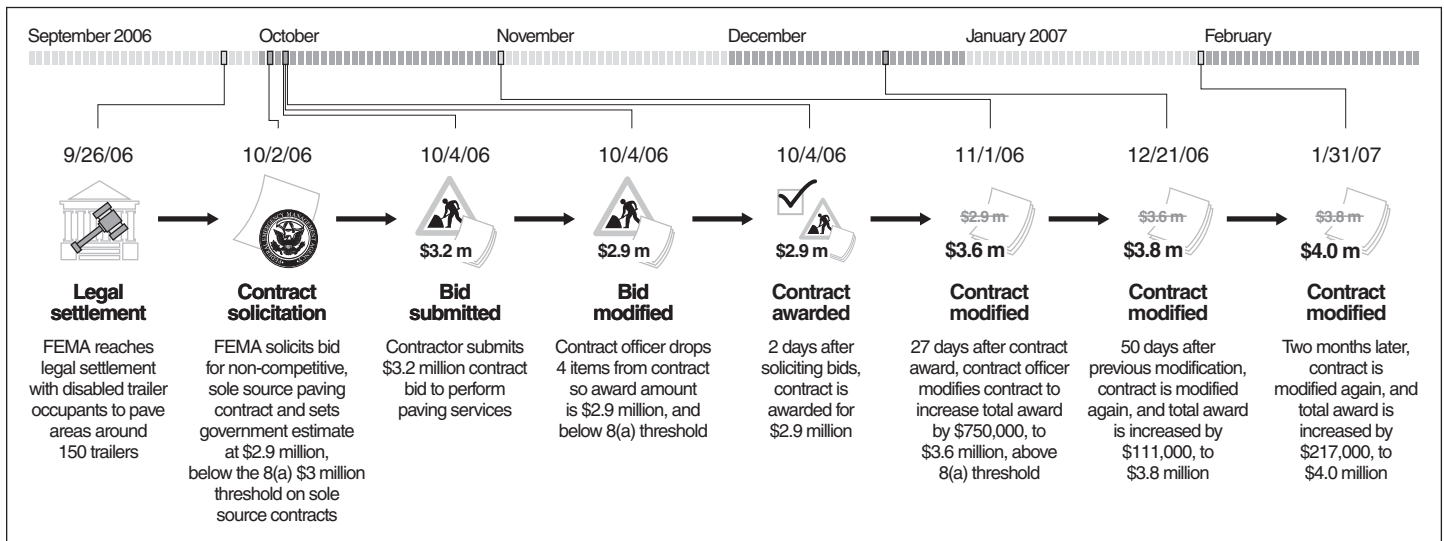 September 2006
October
November
December
January 2007
February
9/26/06
10/2/06
10/4/06
10/4/06
10/4/06
11/1/06
12/21/06
1/31/07
$3.2 m
$2.9 m
$2.9 m
$2.9 m
$3.6 m
$3.6 m
$3.8 m
$3.8 m
$4.0 m
Legal
settlement
FEMA reaches
legal settlement
with disabled trailer
occupants to pave
areas around
150 trailers
Contract
solicitation
FEMA solicits bid
for non-competitive,
sole source paving
contract and sets
government estimate
at $2.9 million,
below the 8(a) $3 million
threshold on sole
source contracts
Bid
submitted
Contractor submits
$3.2 million contract
bid to perform
paving services
Bid
modified
Contract officer drops
4 items from contract
so award amount
is $2.9 million, and
below 8(a) threshold
Contract
awarded
2 days after
soliciting bids,
contract is
awarded for
$2.9 million
Contract
modified
27 days after contract
award, contract officer
modifies contract to
increase total award
by $750,000, to
$3.6 million, above
8(a) threshold
Contract
modified
50 days after
previous modification,
contract is modified
again, and total award
is increased by
$111,000, to
$3.8 million
Contract
modified
Two months later,
contract is
modified again, and
total award is
increased by
$217,000, to
$4.0 million